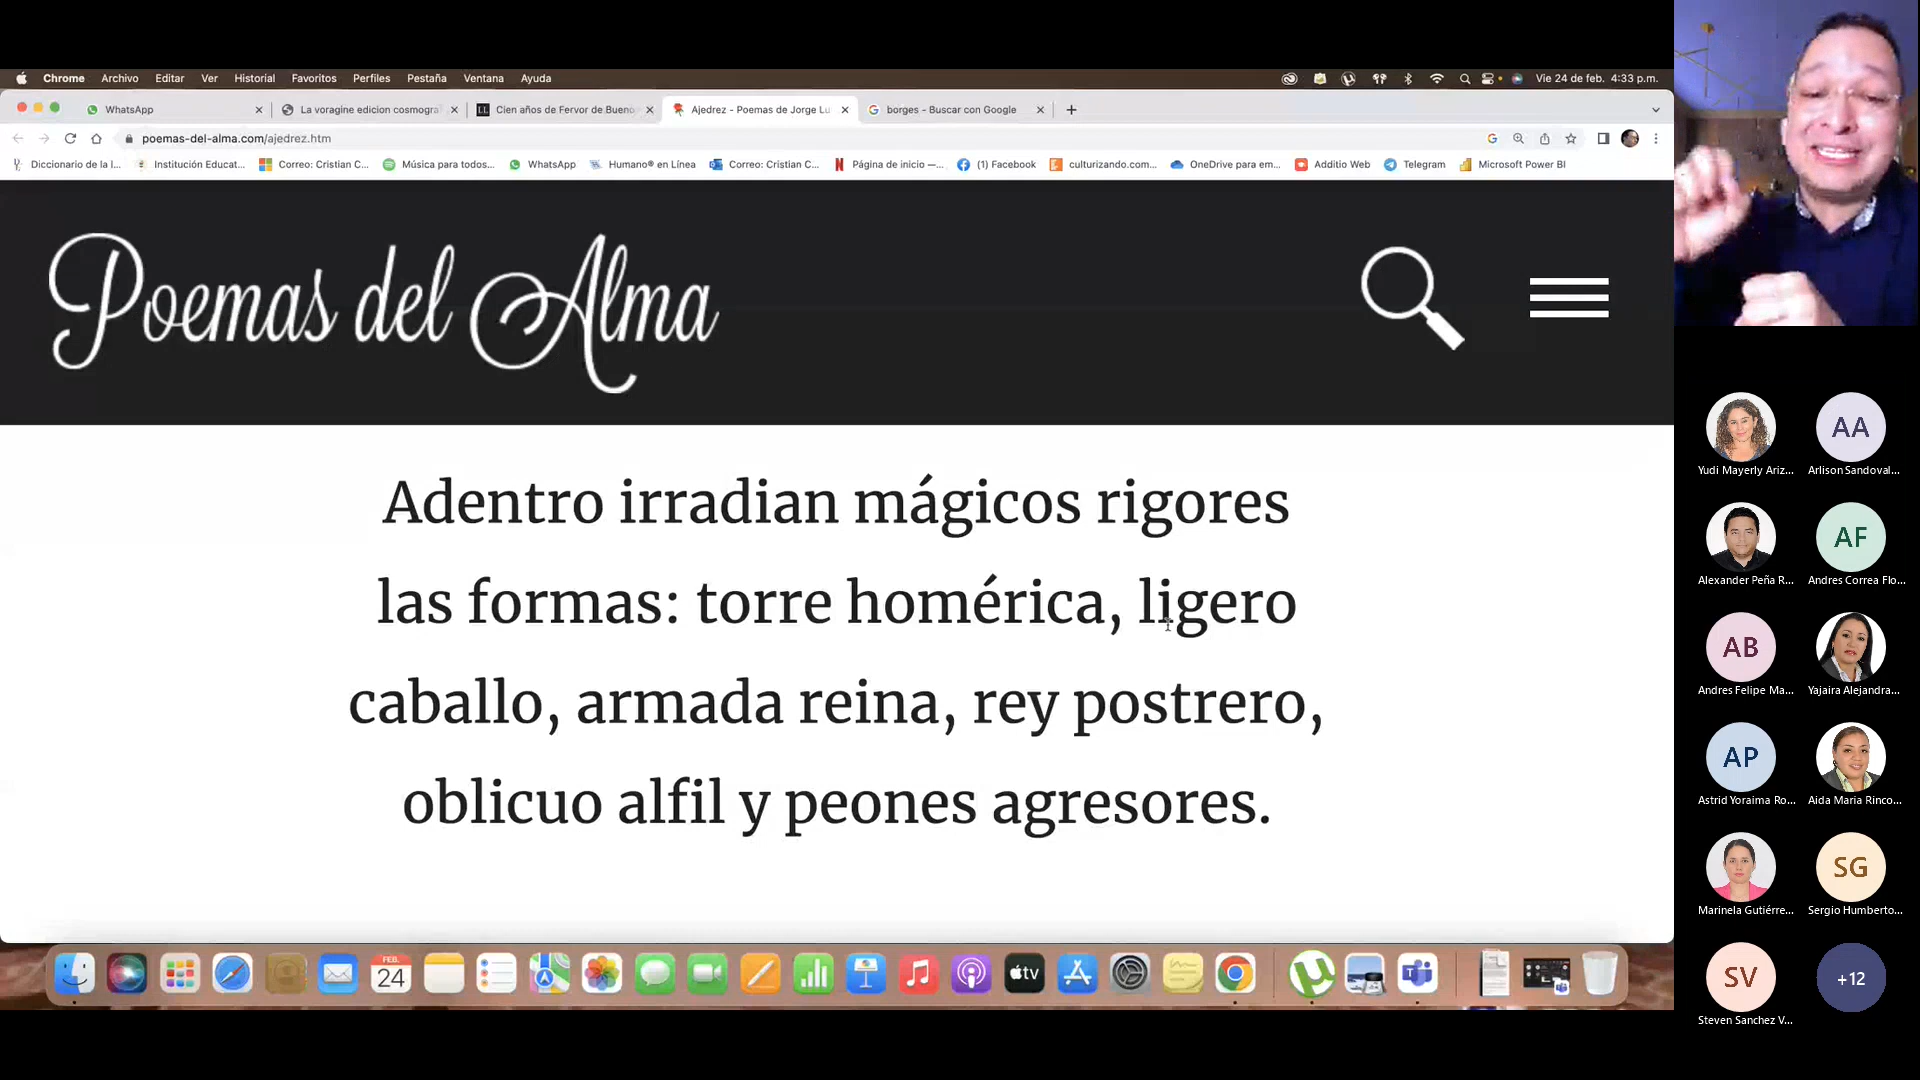 Chrome Archivo Editar Ver Historial Favoritos Perfiles Pestaña Ventana Ayuda Vie 24 de feb. 4:33 p.m.
WhatsApp La voragine edicion cosmogra Cien años de Fervor de Bueno Ajedrez - Poemas de Jorge Lu borges - Buscar con Google
poemas-del-alma.com/ajedrez.htm
Diccionario de la l... Institución Educat... Correo: Cristian C... Música para todos... WhatsApp Humano® en Línea Correo: Cristian C... Página de inicio —... (1) Facebook culturizando.com... OneDrive para em... Additio Web Telegram Microsoft Power BI
Poemas del Alma
Adentro irradian mágicos rigores
las formas: torre homérica, ligero
caballo, armada reina, rey postrero,
oblicuo alfil y peones agresores.
FEB.
24
tv
AA
Yudi Mayerly Ariz... Arlison Sandoval...
AF
Alexander Peña R... Andres Correa Flo...
AB
Andres Felipe Ma... Yajaira Alejandra...
AP
Astrid Yoraima Ro... Aida Maria Rinco...
SG
Marinela Gutiérre... Sergio Humberto...
SV +12
Steven Sanchez V...